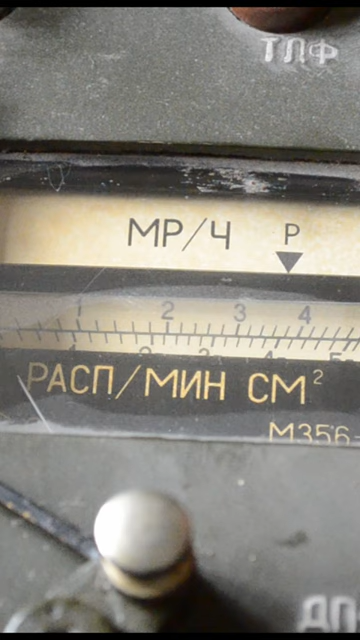 ТЛФ
МР/Ч Р
1 2 3 4
РАСП/МИН СМ²
М356-
ДП